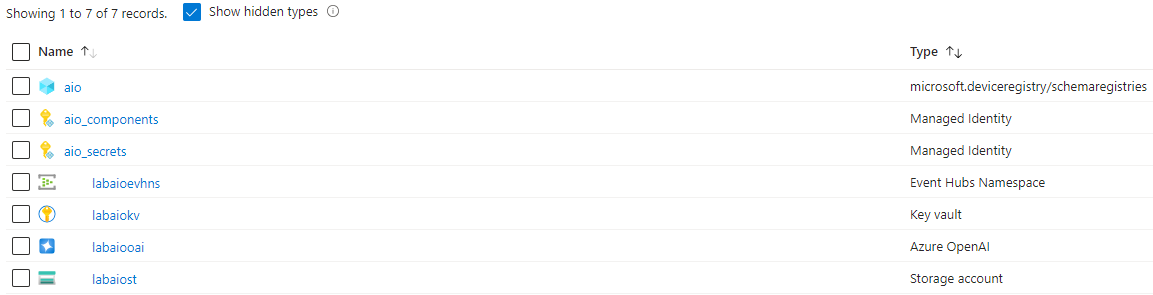 Showing 1 to 7 of 7 records. Show hidden types
Name Type
aio microsoft.deviceregistry/schemaregistries
aio_components Managed Identity
aio_secrets Managed Identity
labaioevhns Event Hubs Namespace
labaiokv Key vault
labaiooai Azure OpenAI
labaiost Storage account